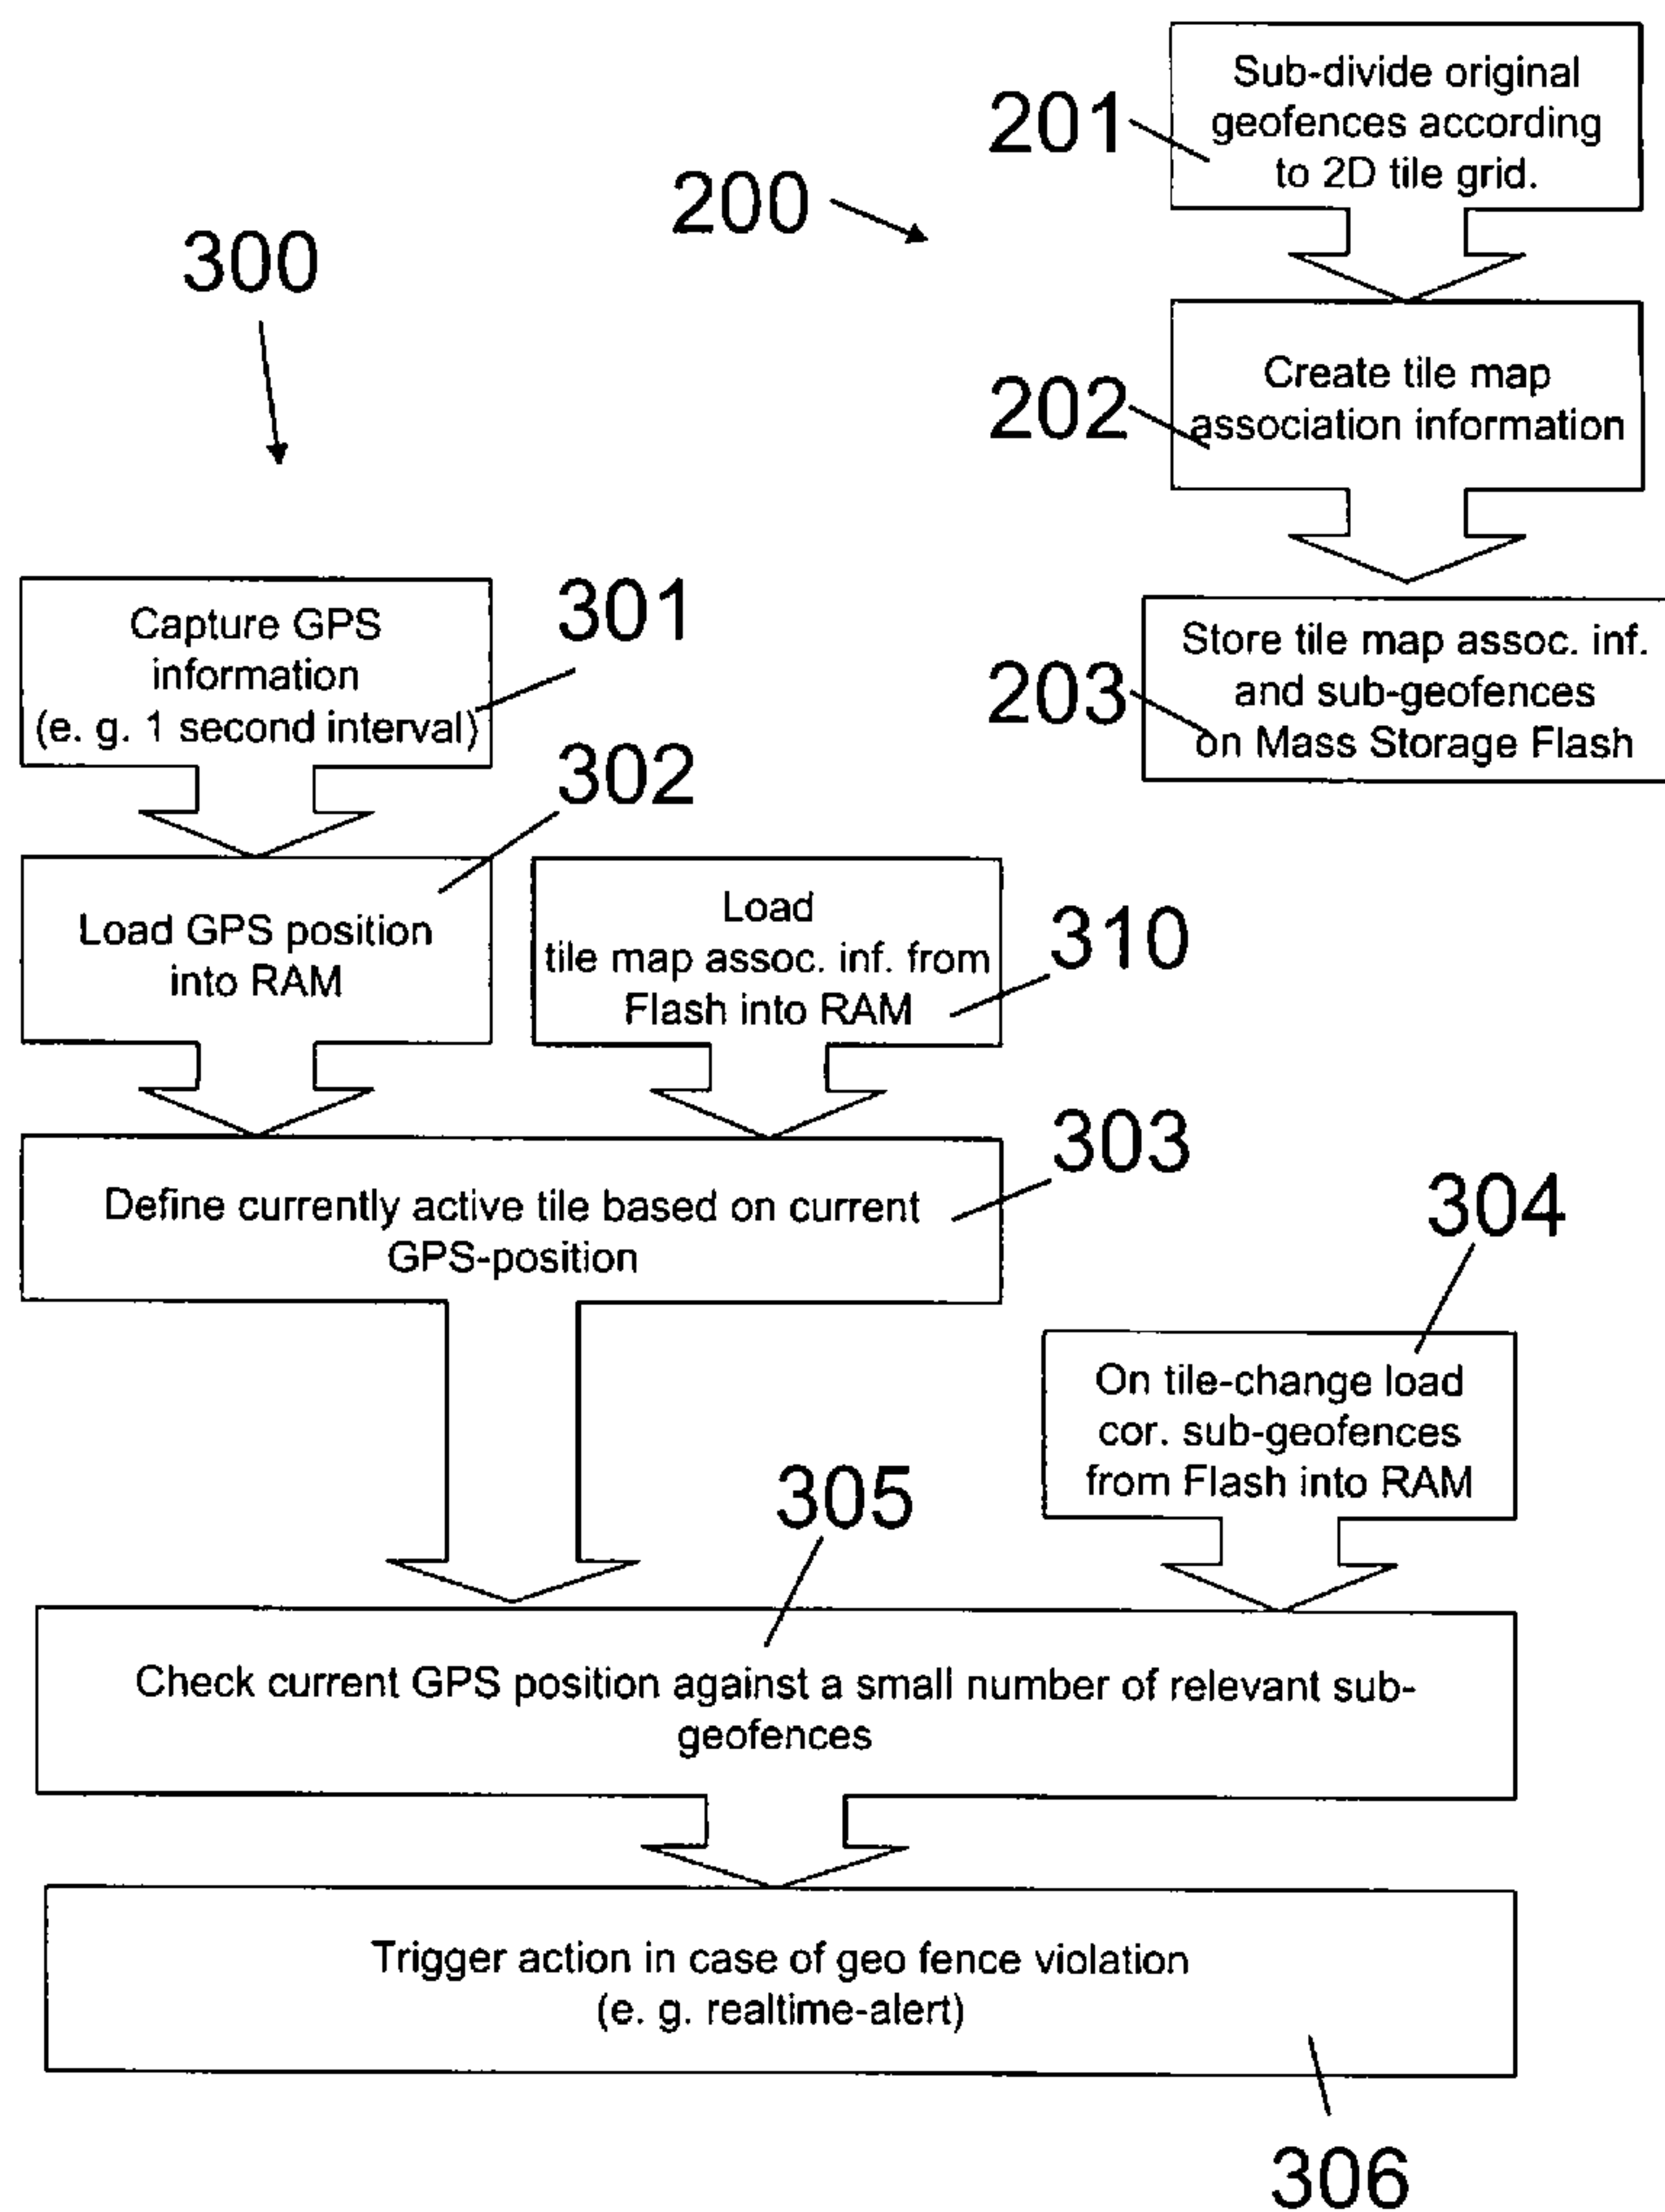 Sub-divide original
geofences according
to 2D tile grid.
201
200
300
Create tile map
association information
202
Capture GPS
information
(e. g. 1 second interval)
301
Store tile map assoc. inf.
and sub-geofences
on Mass Storage Flash
203
302
Load GPS position
into RAM
Load
tile map assoc. inf. from
Flash into RAM
310
303
Define currently active tile based on current
GPS-position
304
On tile-change load
cor. sub-geofences
from Flash into RAM
305
Check current GPS position against a small number of relevant sub-
geofences
Trigger action in case of geo fence violation
(e. g. realtime-alert)
306